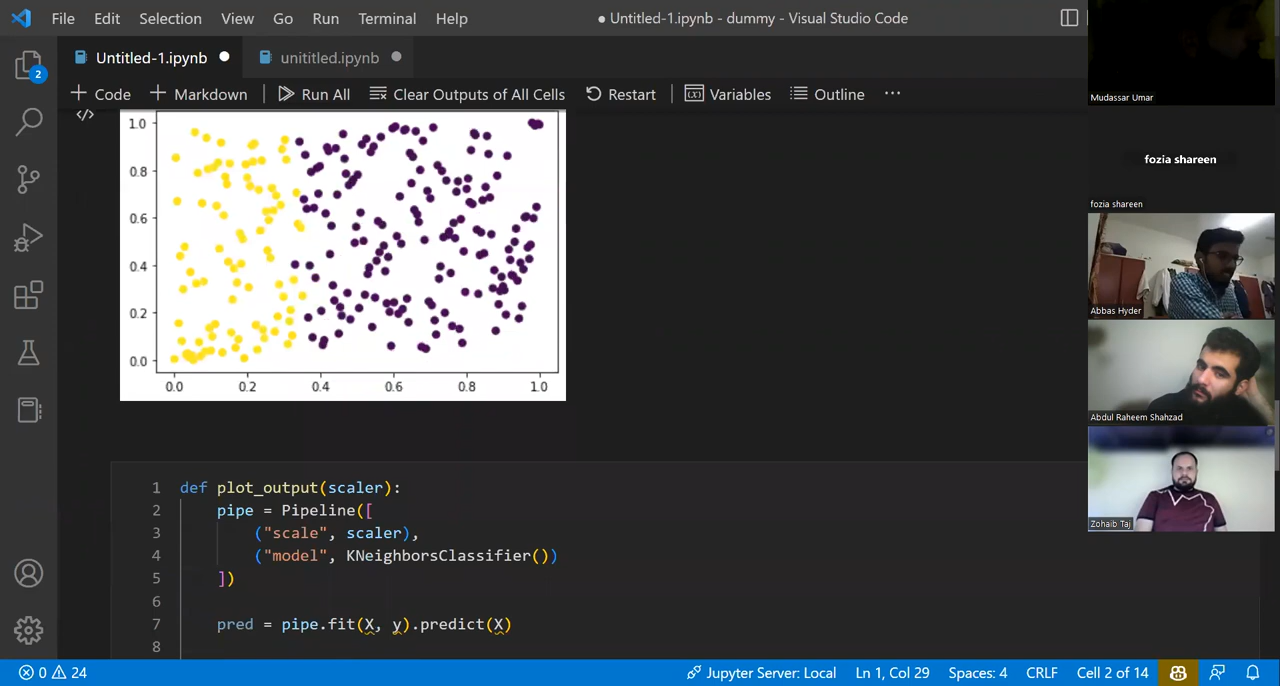 File Edit Selection View Go Run Terminal Help
● Untitled-1.ipynb - dummy - Visual Studio Code
Untitled-1.ipynb ●
unititled.ipynb ●
2
+ Code + Markdown | Run All Clear Outputs of All Cells Restart | Variables Outline ···
</>
1.0
0.8
0.6
0.4
0.2
0.0
0.0 0.2 0.4 0.6 0.8 1.0
1 def plot_output(scaler):
2 pipe = Pipeline([
3 ("scale", scaler),
4 ("model", KNeighborsClassifier())
5 ])
6
7 pred = pipe.fit(X, y).predict(X)
8
0 24
Jupyter Server: Local Ln 1, Col 29 Spaces: 4 CRLF Cell 2 of 14
Mudassar Umar
fozia shareen
fozia shareen
Abbas Hyder
Abdul Raheem Shahzad
Zohaib Taj